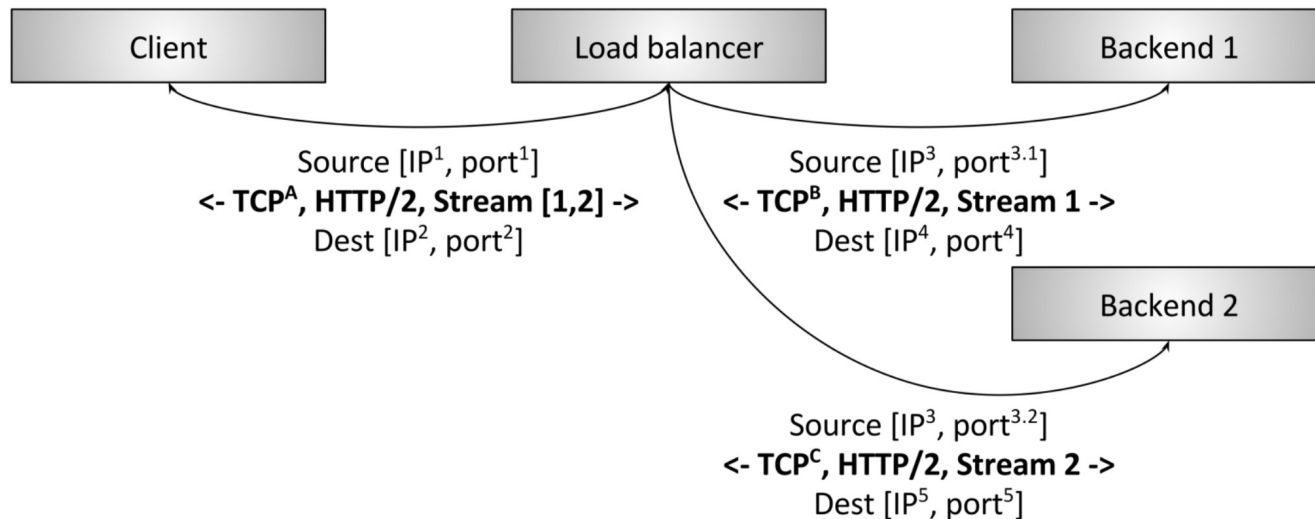 Client
Load balancer
Backend 1
Source [IP¹, port¹]
<- TCPᴬ, HTTP/2, Stream [1,2] ->
Dest [IP², port²]
Source [IP³, port³·¹]
<- TCPᴮ, HTTP/2, Stream 1 ->
Dest [IP⁴, port⁴]
Backend 2
Source [IP³, port³·²]
<- TCPᶜ, HTTP/2, Stream 2 ->
Dest [IP⁵, port⁵]